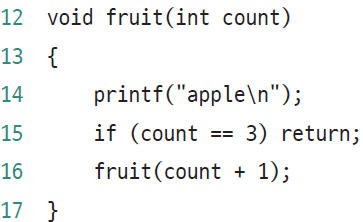 12 void fruit(int count)
13 {
14     printf("apple\n");
15     if (count == 3) return;
16     fruit(count + 1);
17 }